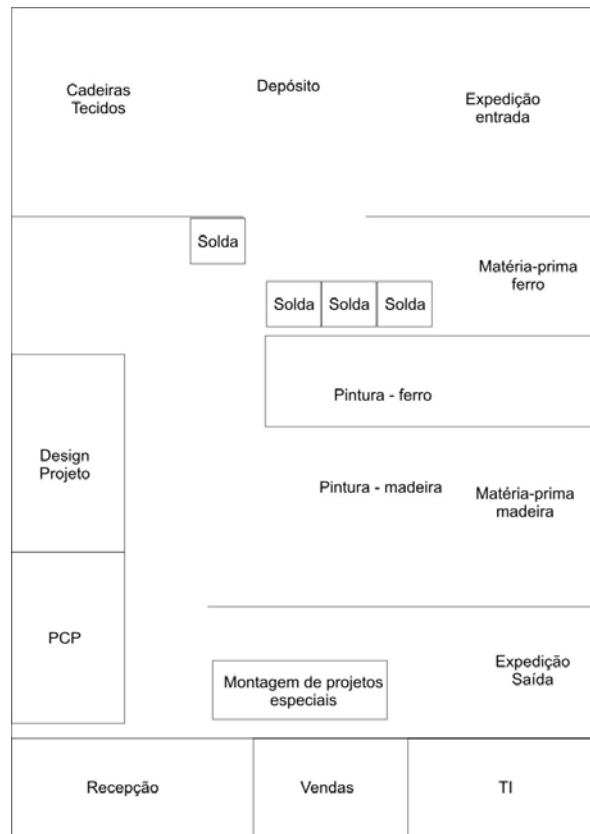 Cadeiras
Tecidos
Depósito
Expedição
entrada
Solda
Matéria-prima
ferro
Solda
Solda
Solda
Pintura - ferro
Design
Projeto
Pintura - madeira
Matéria-prima
madeira
PCP
Montagem de projetos
especiais
Expedição
Saída
Recepção
Vendas
TI